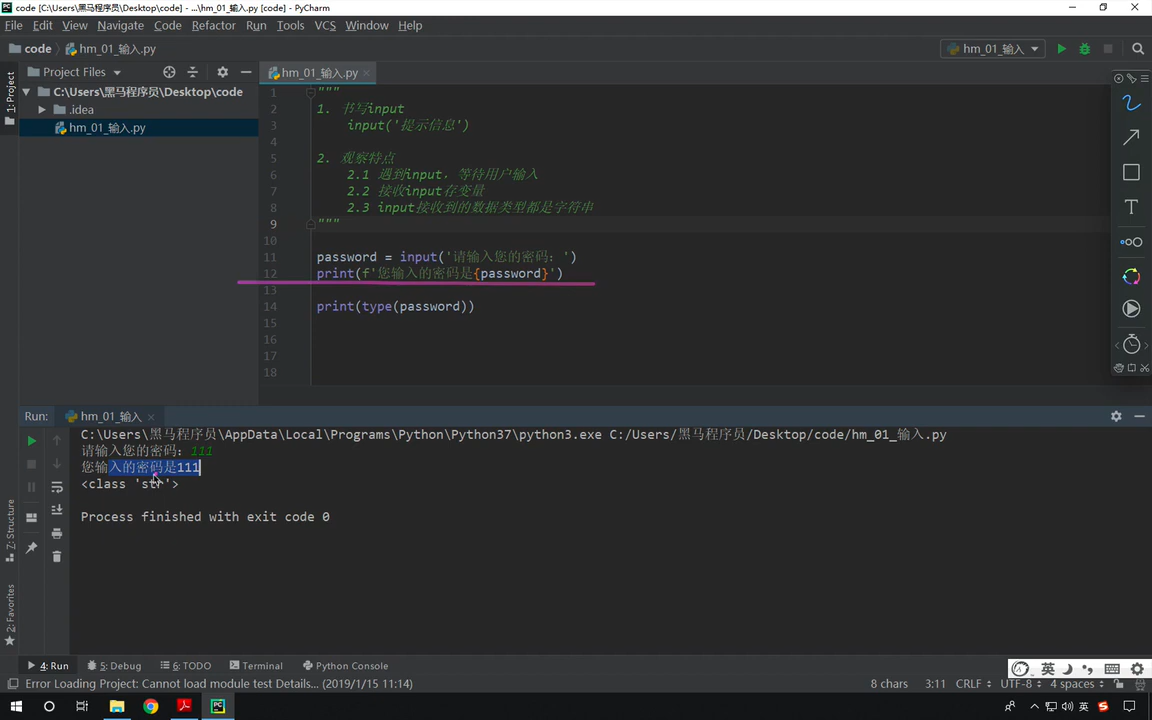 code [C:\Users\黑马程序员\Desktop\code] - ...\hm_01_输入.py [code] - PyCharm
File Edit View Navigate Code Refactor Run Tools VCS Window Help
code hm_01_输入.py hm_01_输入
1: Project
Project Files
hm_01_输入.py
C:\Users\黑马程序员\Desktop\code
.idea
hm_01_输入.py
1 """
2 1. 书写input
3 input('提示信息')
4
5 2. 观察特点
6 2.1 遇到input，等待用户输入
7 2.2 接收input存变量
8 2.3 input接收到的数据类型都是字符串
9 """
10
11 password = input('请输入您的密码：')
12 print(f'您输入的密码是{password}')
13
14 print(type(password))
15
16
17
18
T
Run: hm_01_输入
C:\Users\黑马程序员\AppData\Local\Programs\Python\Python37\python3.exe C:/Users/黑马程序员/Desktop/code/hm_01_输入.py
请输入您的密码：111
您输入的密码是111
<class 'str'>
Process finished with exit code 0
Z: Structure
2: Favorites
4: Run 5: Debug 6: TODO Terminal Python Console
英
Error Loading Project: Cannot load module test Details... (2019/1/15 11:14) 8 chars 3:11 CRLF UTF-8 4 spaces
PC 英 S